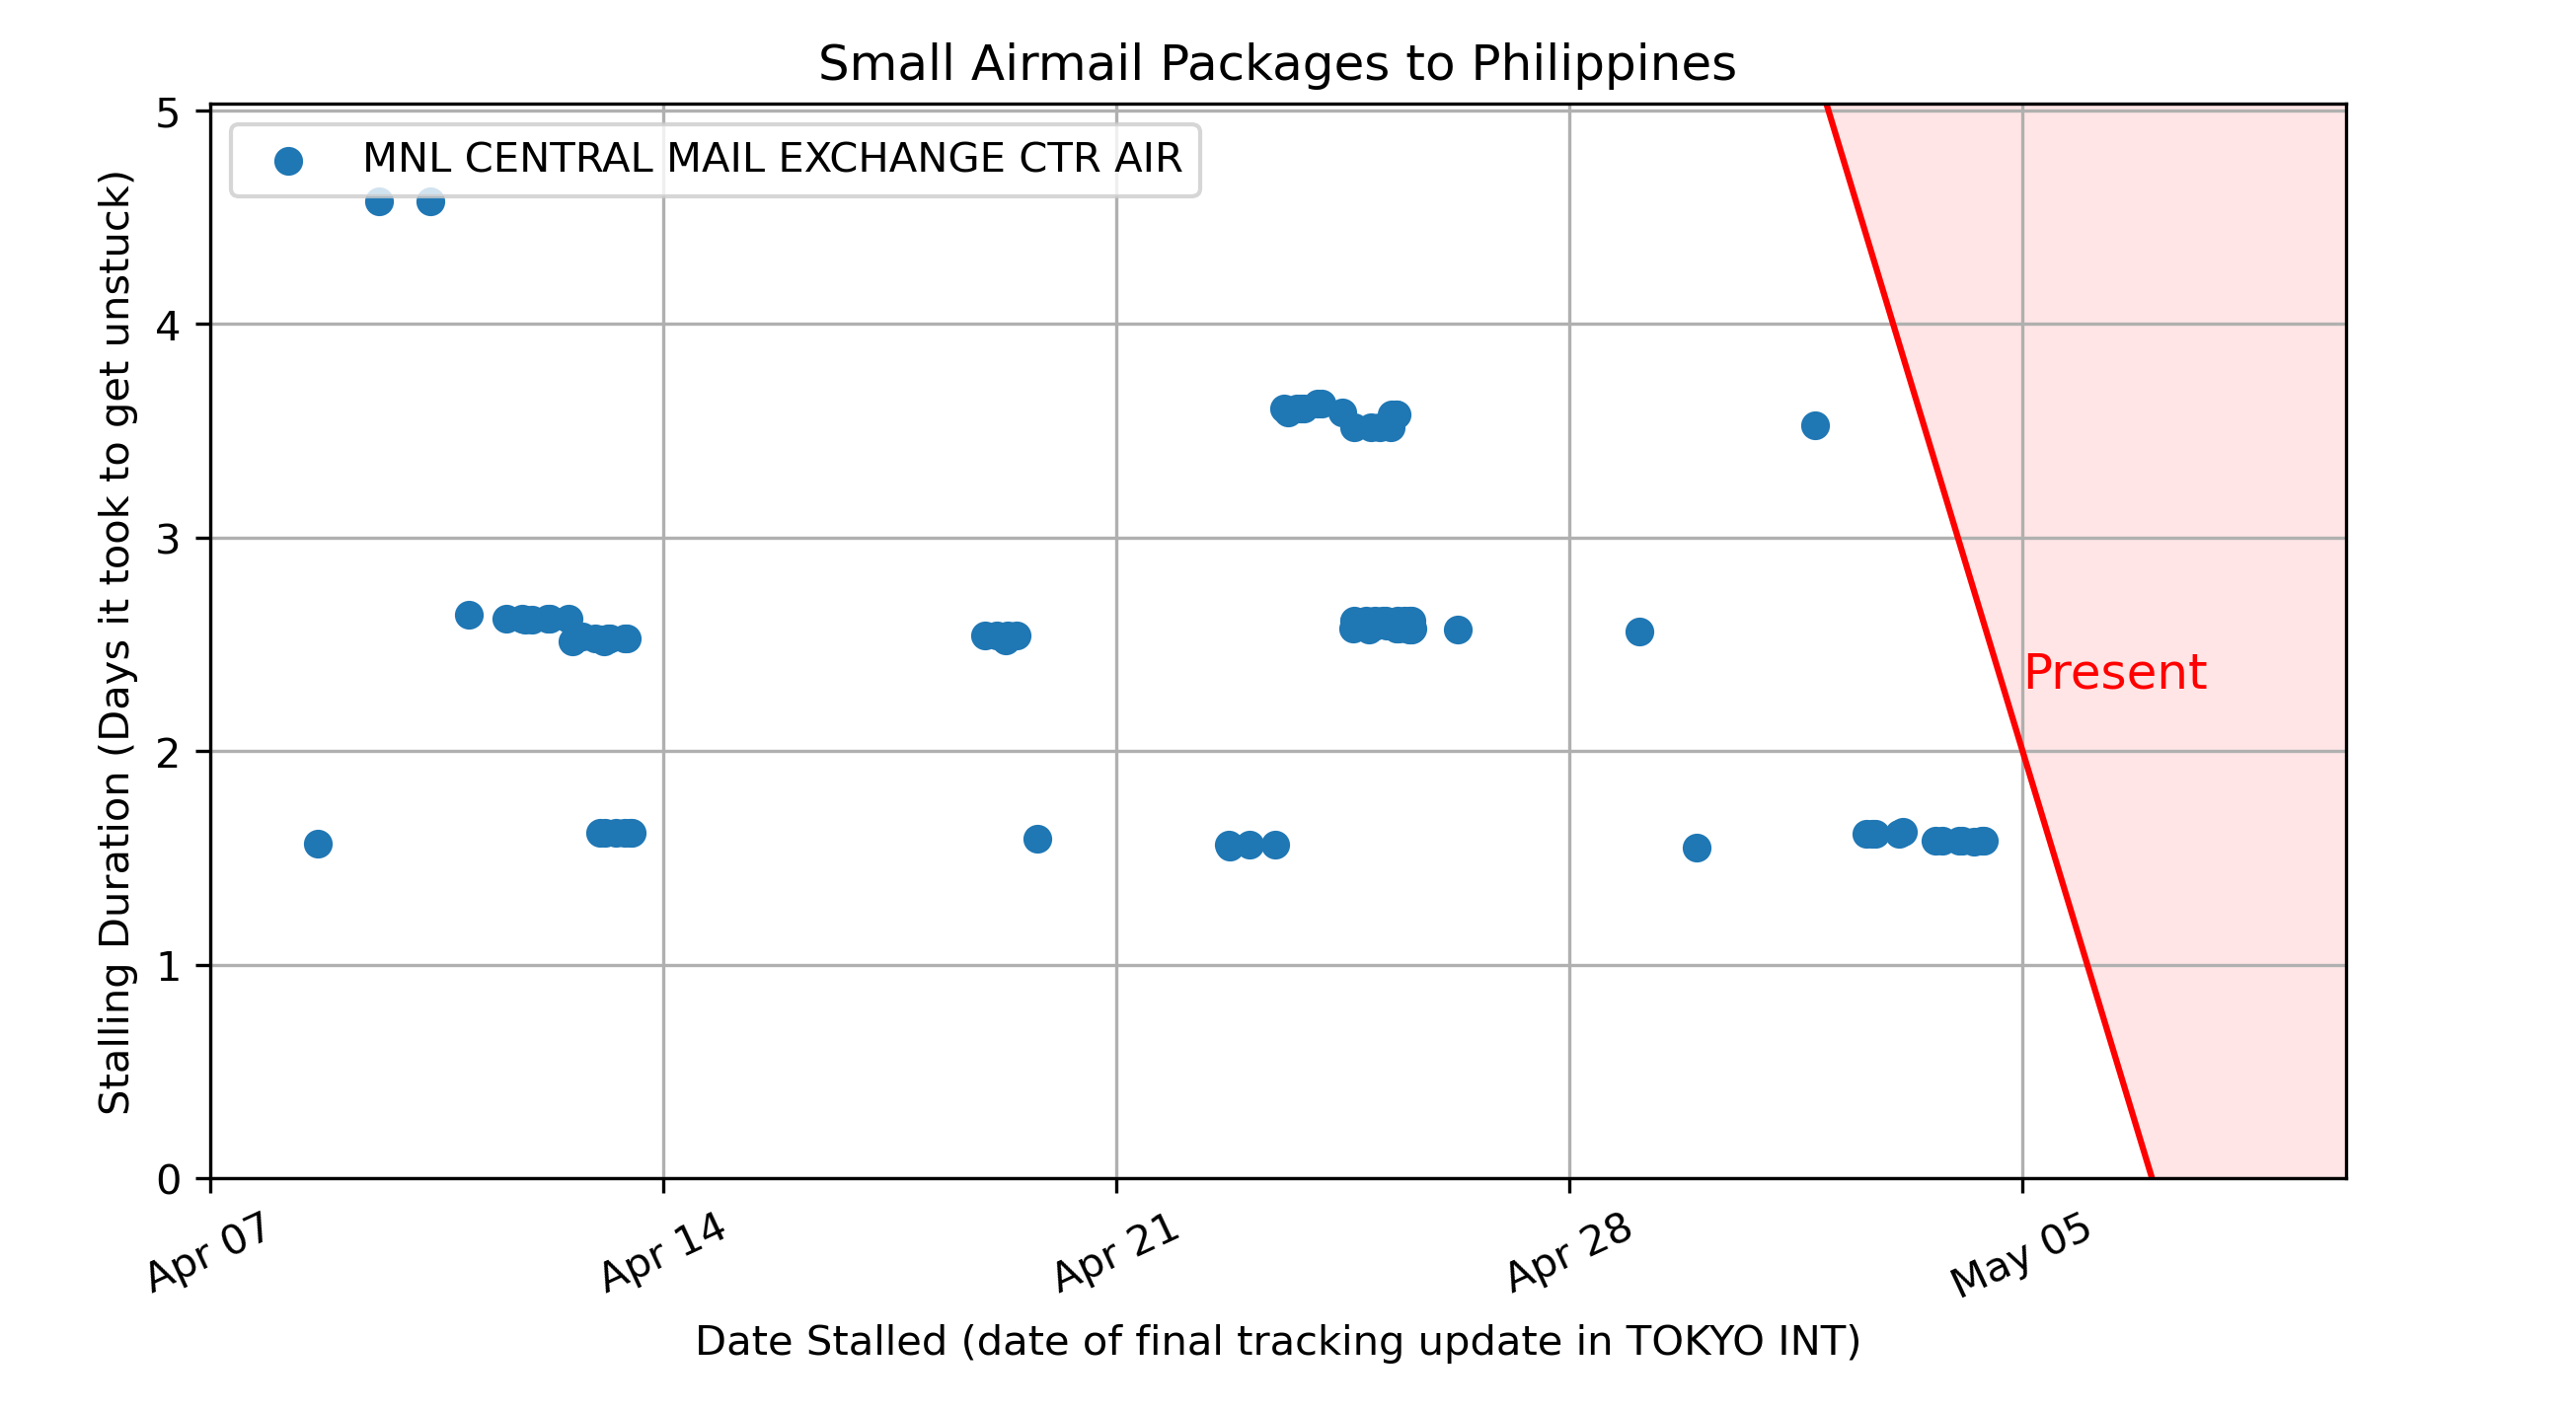 Small Airmail Packages to Philippines
MNL CENTRAL MAIL EXCHANGE CTR AIR
Stalling Duration (Days it took to get unstuck)
5
4
3
2
1
0
Present
Apr 07
Apr 14
Apr 21
Apr 28
May 05
Date Stalled (date of final tracking update in TOKYO INT)